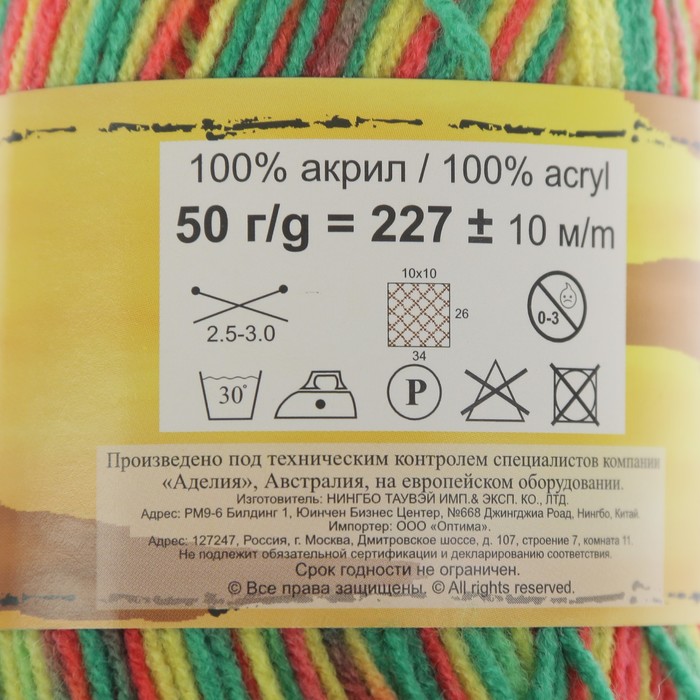 100% акрил / 100% acryl
50 г/g = 227 ± 10 м/m
10x10
26
34
2.5-3.0
0-3
30°
P
Произведено под техническим контролем специалистов компании
«Аделия», Австралия, на европейском оборудовании.
Изготовитель: НИНГБО ТАУВЭЙ ИМП.& ЭКСП. КО., ЛТД.
Адрес: РМ9-6 Билдинг 1, Юинчен Бизнес Центер, №668 Джингджиа Роад, Нингбо, Китай.
Импортер: ООО «Оптима».
Адрес: 127247, Россия, г. Москва, Дмитровское шоссе, д. 107, строение 7, комната 11.
Не подлежит обязательной сертификации и декларированию соответствия.
Срок годности не ограничен.
© Все права защищены. © All rights reserved.